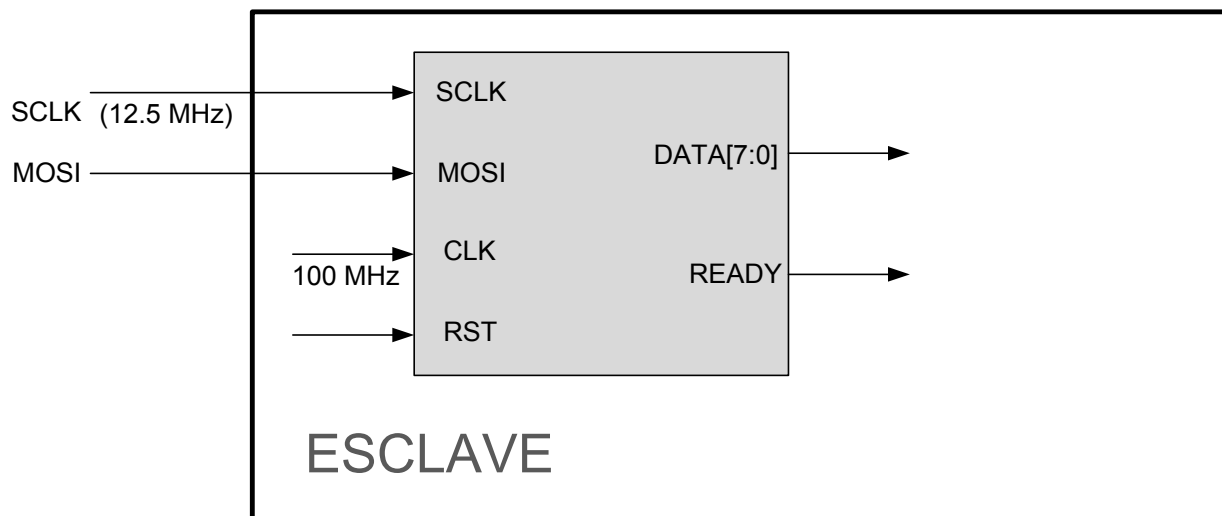 SCLK (12.5 MHz)
MOSI
SCLK
MOSI
CLK
100 MHz
RST
DATA[7:0]
READY
ESCLAVE